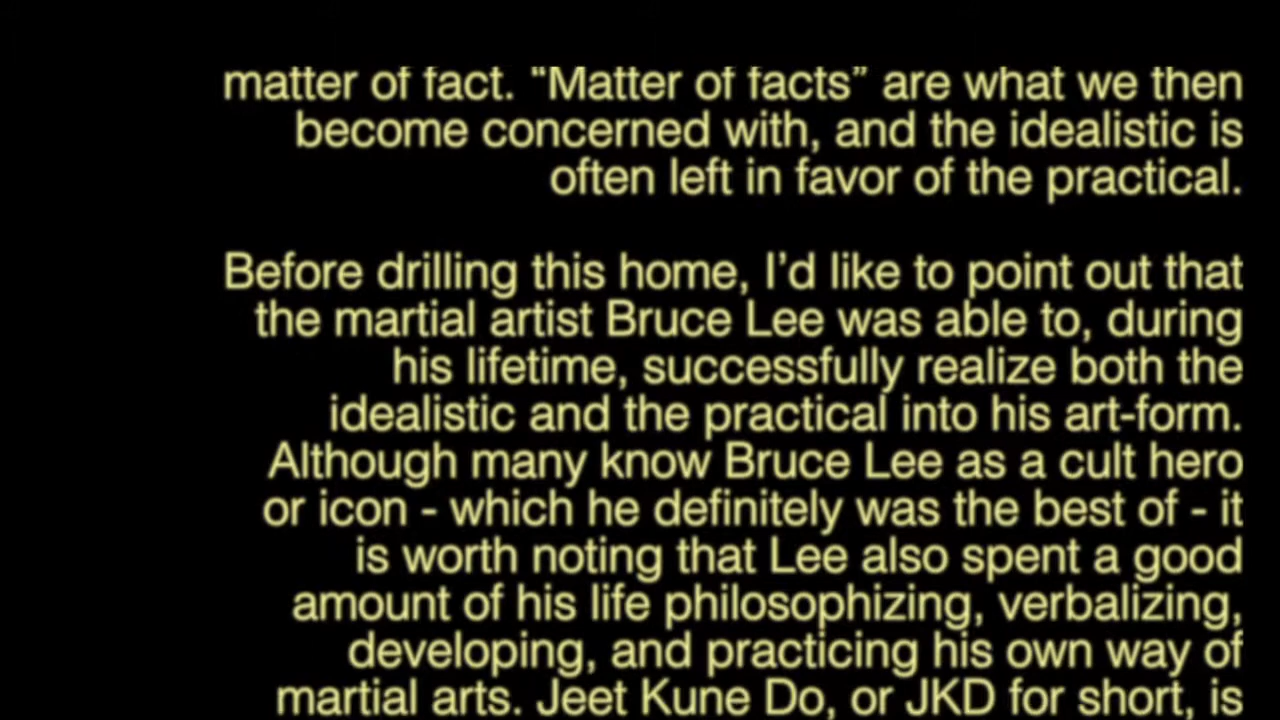 matter of fact. “Matter of facts” are what we then
become concerned with, and the idealistic is
often left in favor of the practical.
Before drilling this home, I’d like to point out that
the martial artist Bruce Lee was able to, during
his lifetime, successfully realize both the
idealistic and the practical into his art-form.
Although many know Bruce Lee as a cult hero
or icon - which he definitely was the best of - it
is worth noting that Lee also spent a good
amount of his life philosophizing, verbalizing,
developing, and practicing his own way of
martial arts. Jeet Kune Do, or JKD for short, is